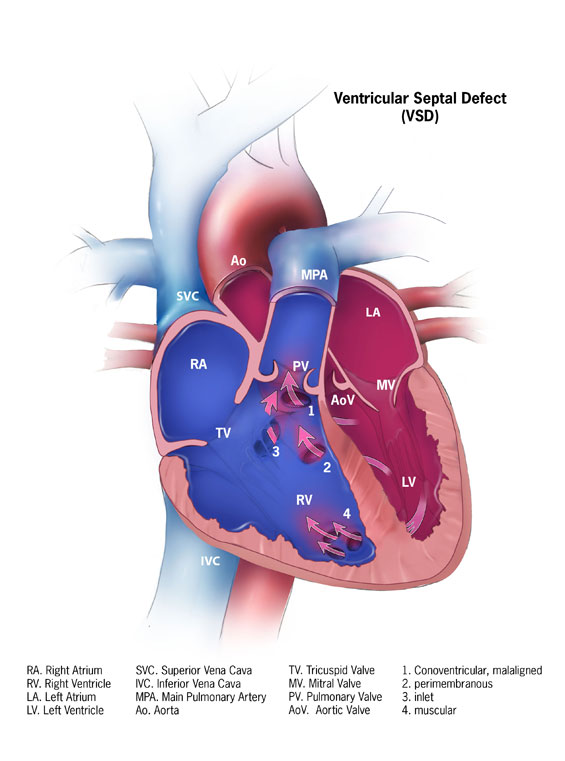 Ventricular Septal Defect
(VSD)
Ao
MPA
SVC
LA
RA
PV
MV
AoV
1
TV
3
2
LV
RV
4
IVC
RA. Right Atrium
RV. Right Ventricle
LA. Left Atrium
LV. Left Ventricle
SVC. Superior Vena Cava
IVC. Inferior Vena Cava
MPA. Main Pulmonary Artery
Ao. Aorta
TV. Tricuspid Valve
MV. Mitral Valve
PV. Pulmonary Valve
AoV. Aortic Valve
1. Conoventricular, malaligned
2. perimembranous
3. inlet
4. muscular